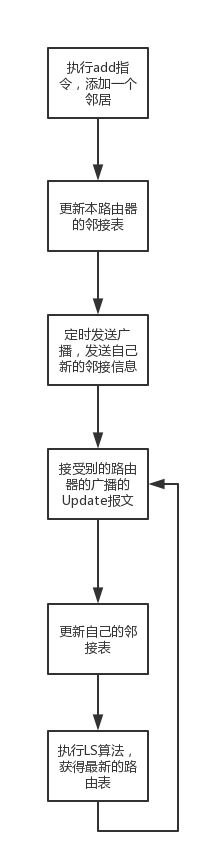 执行add指
令，添加一个
邻居
更新本路由器
的邻接表
定时发送广
播，发送自己
新的邻接信息
接受别的路由
器的广播的
Update报文
更新自己的邻
接表
执行LS算法，
获得最新的路
由表